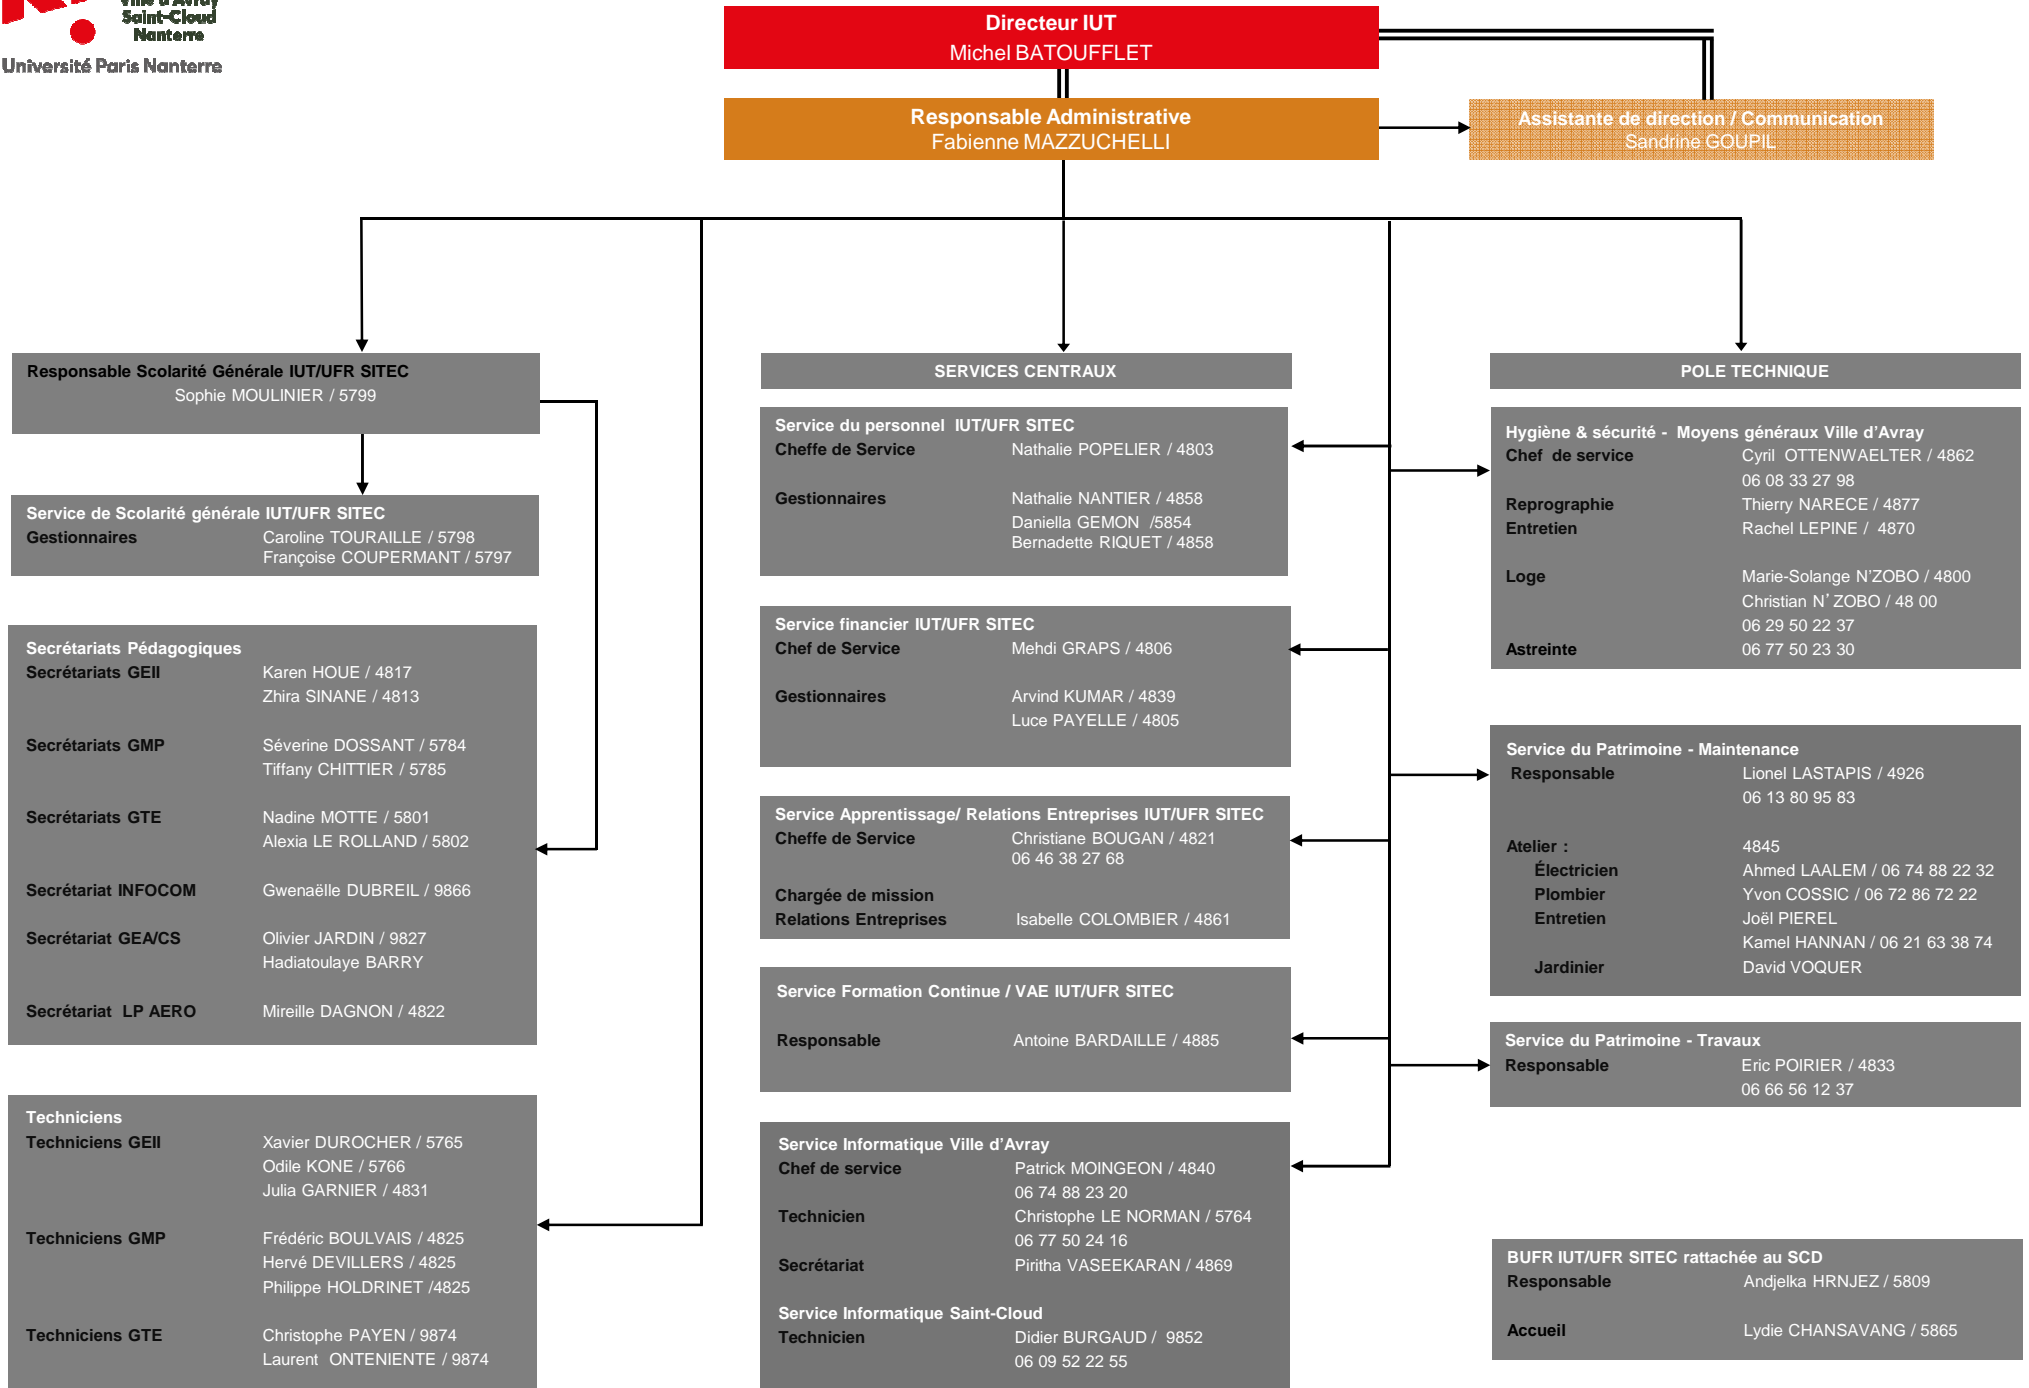 Ville d'Avray
Saint-Cloud
Nanterre
Université Paris Nanterre
Directeur IUT
Michel BATOUFFLET
Responsable Administrative
Fabienne MAZZUCHELLI
Assistante de direction / Communication
Sandrine GOUPIL
Responsable Scolarité Générale IUT/UFR SITEC
Sophie MOULINIER / 5799
Service de Scolarité générale IUT/UFR SITEC
Gestionnaires Caroline TOURAILLE / 5798
Françoise COUPERMANT / 5797
Secrétariats Pédagogiques
Secrétariats GEII Karen HOUE / 4817
Zhira SINANE / 4813
Secrétariats GMP Séverine DOSSANT / 5784
Tiffany CHITTIER / 5785
Secrétariats GTE Nadine MOTTE / 5801
Alexia LE ROLLAND / 5802
Secrétariat INFOCOM Gwenaëlle DUBREIL / 9866
Secrétariat GEA/CS Olivier JARDIN / 9827
Hadiatoulaye BARRY
Secrétariat LP AERO Mireille DAGNON / 4822
Techniciens
Techniciens GEII Xavier DUROCHER / 5765
Odile KONE / 5766
Julia GARNIER / 4831
Techniciens GMP Frédéric BOULVAIS / 4825
Hervé DEVILLERS / 4825
Philippe HOLDRINET /4825
Techniciens GTE Christophe PAYEN / 9874
Laurent ONTENIENTE / 9874
SERVICES CENTRAUX
Service du personnel IUT/UFR SITEC
Cheffe de Service Nathalie POPELIER / 4803
Gestionnaires Nathalie NANTIER / 4858
Daniella GEMON /5854
Bernadette RIQUET / 4858
Service financier IUT/UFR SITEC
Chef de Service Mehdi GRAPS / 4806
Gestionnaires Arvind KUMAR / 4839
Luce PAYELLE / 4805
Service Apprentissage/ Relations Entreprises IUT/UFR SITEC
Cheffe de Service Christiane BOUGAN / 4821
06 46 38 27 68
Chargée de mission
Relations Entreprises Isabelle COLOMBIER / 4861
Service Formation Continue / VAE IUT/UFR SITEC
Responsable Antoine BARDAILLE / 4885
Service Informatique Ville d'Avray
Chef de service Patrick MOINGEON / 4840
06 74 88 23 20
Technicien Christophe LE NORMAN / 5764
06 77 50 24 16
Secrétariat Piritha VASEEKARAN / 4869
Service Informatique Saint-Cloud
Technicien Didier BURGAUD / 9852
06 09 52 22 55
POLE TECHNIQUE
Hygiène & sécurité - Moyens généraux Ville d'Avray
Chef de service Cyril OTTENWAELTER / 4862
06 08 33 27 98
Reprographie Thierry NARECE / 4877
Entretien Rachel LEPINE / 4870
Loge Marie-Solange N'ZOBO / 4800
Christian N' ZOBO / 48 00
06 29 50 22 37
Astreinte 06 77 50 23 30
Service du Patrimoine - Maintenance
Responsable Lionel LASTAPIS / 4926
06 13 80 95 83
Atelier : 4845
Électricien Ahmed LAALEM / 06 74 88 22 32
Plombier Yvon COSSIC / 06 72 86 72 22
Entretien Joël PIEREL
Kamel HANNAN / 06 21 63 38 74
Jardinier David VOQUER
Service du Patrimoine - Travaux
Responsable Eric POIRIER / 4833
06 66 56 12 37
BUFR IUT/UFR SITEC rattachée au SCD
Responsable Andjelka HRNJEZ / 5809
Accueil Lydie CHANSAVANG / 5865